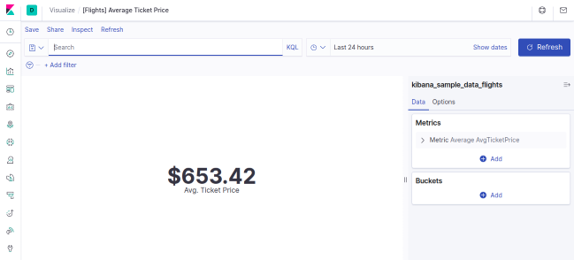 D Visualize / [Flights] Average Ticket Price
Save Share Inspect Refresh
Search KQL Last 24 hours Show dates Refresh
+ Add filter
kibana_sample_data_flights
Data Options
Metrics
Metric Average AvgTicketPrice
Add
Buckets
Add
$653.42
Avg. Ticket Price